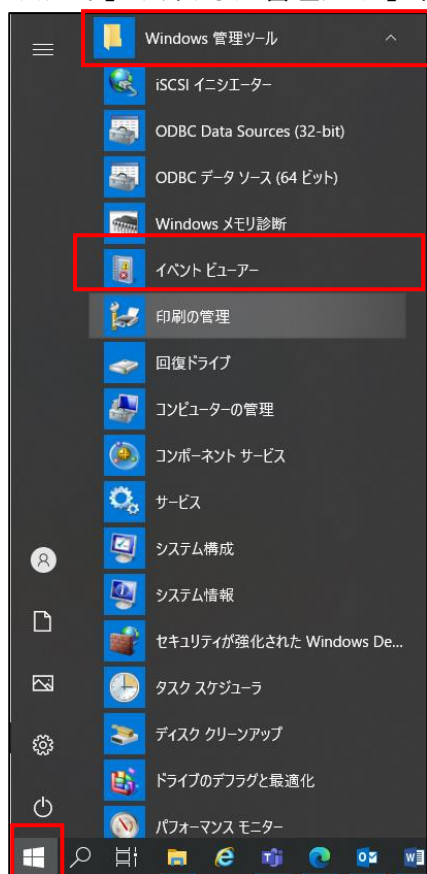 Windows 管理ツール
iSCSI イニシエーター
ODBC Data Sources (32-bit)
ODBC データ ソース (64 ビット)
Windows メモリ診断
イベント ビューアー
印刷の管理
回復ドライブ
コンピューターの管理
コンポーネント サービス
サービス
システム構成
システム情報
セキュリティが強化された Windows De...
タスク スケジューラ
ディスク クリーンアップ
ドライブのデフラグと最適化
パフォーマンス モニター